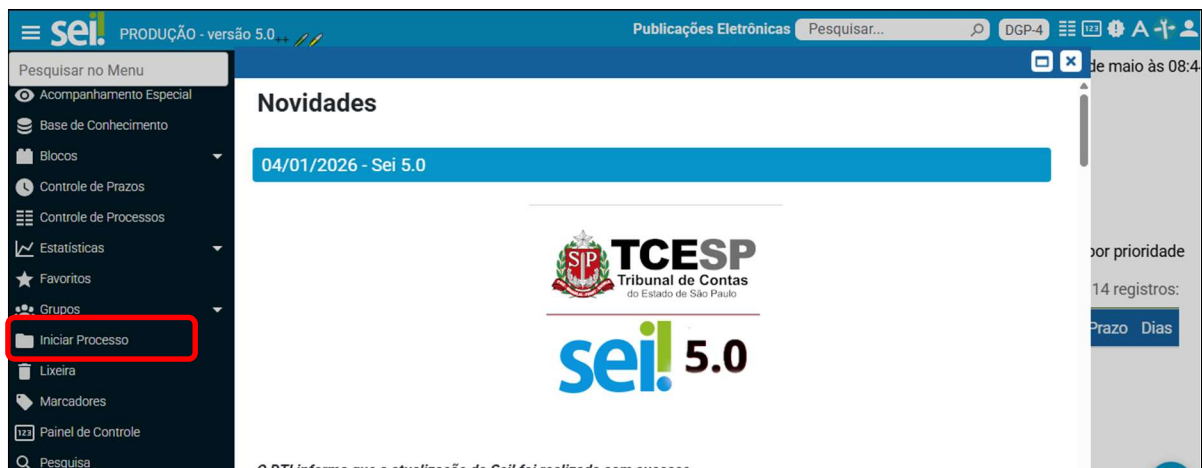 sei! PRODUÇÃO - versão 5.0++ Publicações Eletrônicas Pesquisar... DGP-4 123 A
Pesquisar no Menu
de maio às 08:4
Acompanhamento Especial
Novidades
Base de Conhecimento
Blocos
04/01/2026 - Sei 5.0
Controle de Prazos
Controle de Processos
Estatísticas
Favoritos
Grupos
Iniciar Processo
Lixeira
Marcadores
123 Painel de Controle
Pesquisa
SP TCESP
Tribunal de Contas
do Estado de São Paulo
sei! 5.0
por prioridade
14 registros:
Prazo Dias